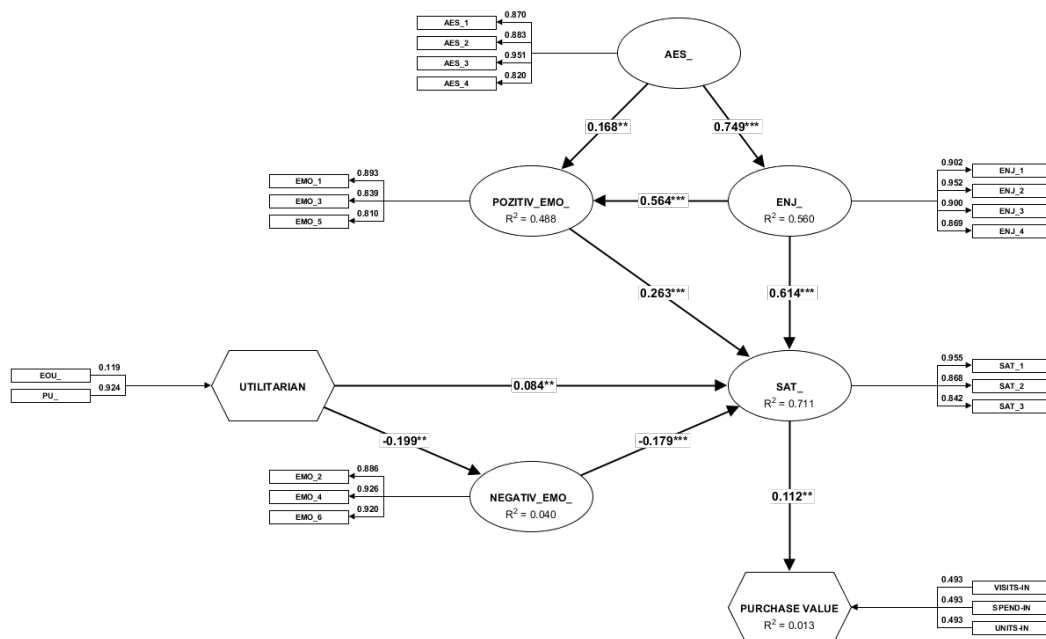 AES_1
0.870
AES_2
0.883
AES_3
0.951
AES_4
0.820
AES_
0.168**
0.749***
EMO_1
0.893
EMO_3
0.839
EMO_5
0.810
POZITIV_EMO_
R² = 0.488
0.564***
ENJ_
R² = 0.560
0.902
ENJ_1
0.952
ENJ_2
0.900
ENJ_3
0.869
ENJ_4
0.263***
0.614***
EOU_
0.119
PU_
0.924
UTILITARIAN
0.084**
SAT_
R² = 0.711
0.955
SAT_1
0.868
SAT_2
0.842
SAT_3
-0.199**
-0.179***
EMO_2
0.886
EMO_4
0.926
EMO_6
0.920
NEGATIV_EMO_
R² = 0.040
0.112**
PURCHASE VALUE
R² = 0.013
0.493
VISITS-IN
0.493
SPEND-IN
0.493
UNITS-IN